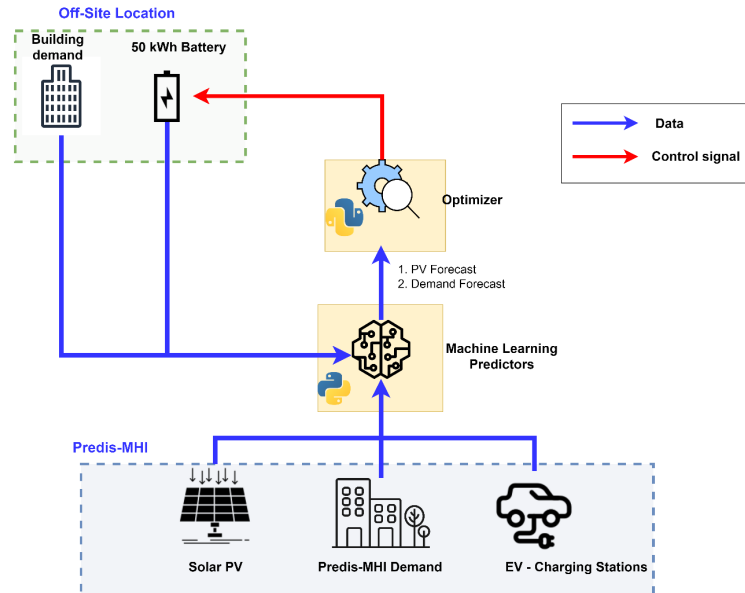 Off-Site Location
Building
demand
50 kWh Battery
Data
Control signal
Optimizer
1. PV Forecast
2. Demand Forecast
Machine Learning
Predictors
Predis-MHI
Solar PV
Predis-MHI Demand
EV - Charging Stations